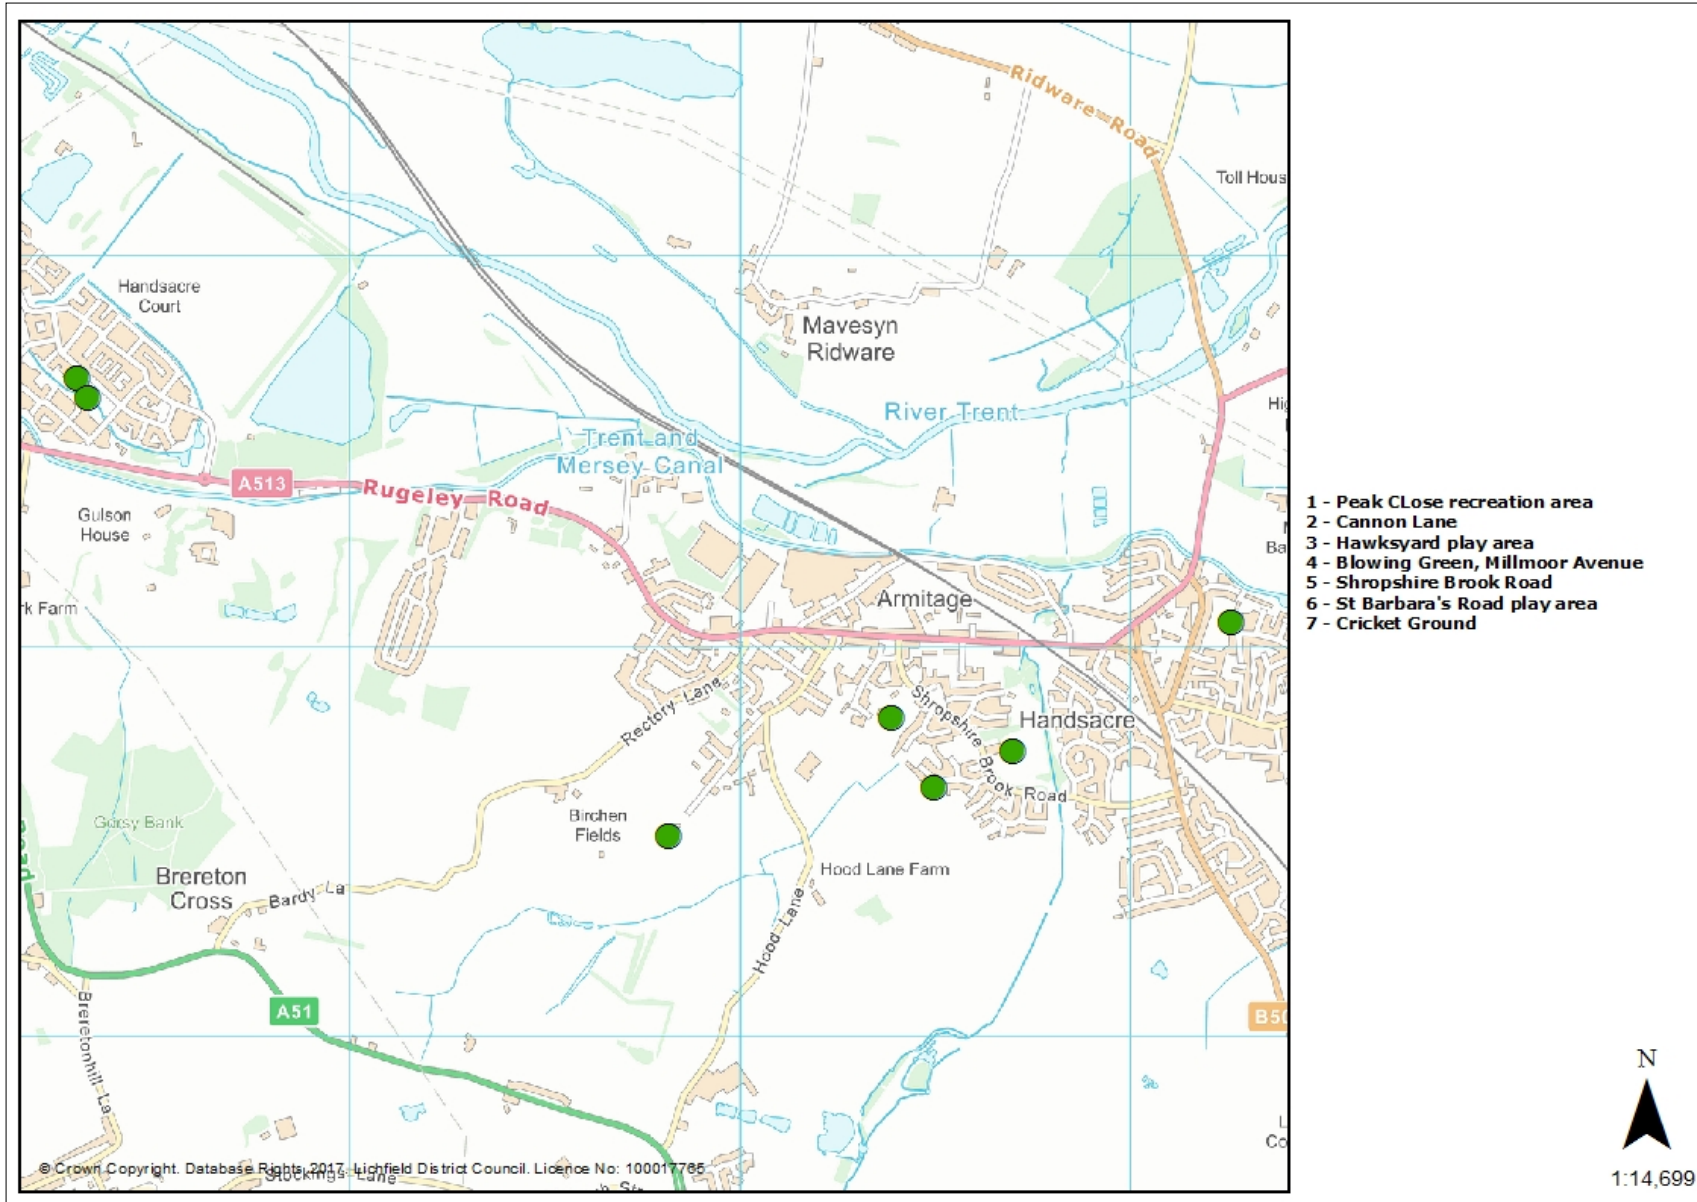 Ridware Road
Toll Hous
Handsacre
Court
Mavesyn
Ridware
River Trent
Hig
Trent and
Mersey Canal
A513
Rugeley Road
Gulson
House
Ba
rk Farm
Armitage
Rectory Lane
Shropshire Brook Road
Handsacre
Birchen
Fields
Gorsy Bank
Hood Lane Farm
Brereton
Cross
Bardy La
Hood Lane
A51
B50
Breretonhill La
Co
© Crown Copyright. Database Rights 2017. Lichfield District Council. Licence No: 100017765
Stockings Lane
1 - Peak CLose recreation area
2 - Cannon Lane
3 - Hawksyard play area
4 - Blowing Green, Millmoor Avenue
5 - Shropshire Brook Road
6 - St Barbara's Road play area
7 - Cricket Ground
N
1:14,699